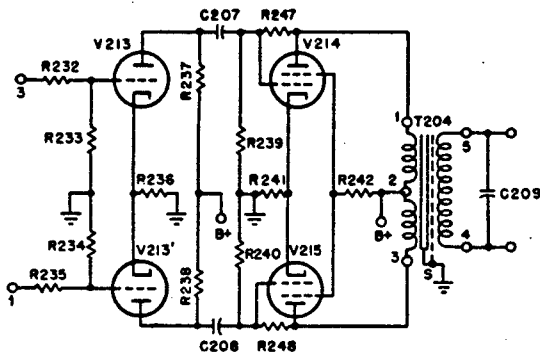 C207
R247
V213
V214
R232
3
R237
1
T204
R233
R239
5
R236
R241
R242
2
C209
B+
B+
R234
R240
V213'
V215
R235
R238
3
4
1
S
C208
R248